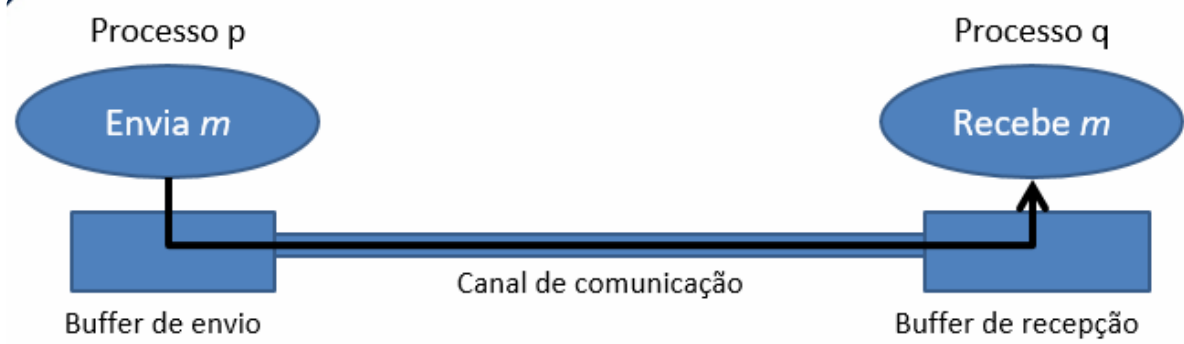 Processo p
Processo q
Envia m
Recebe m
Canal de comunicação
Buffer de envio
Buffer de recepção